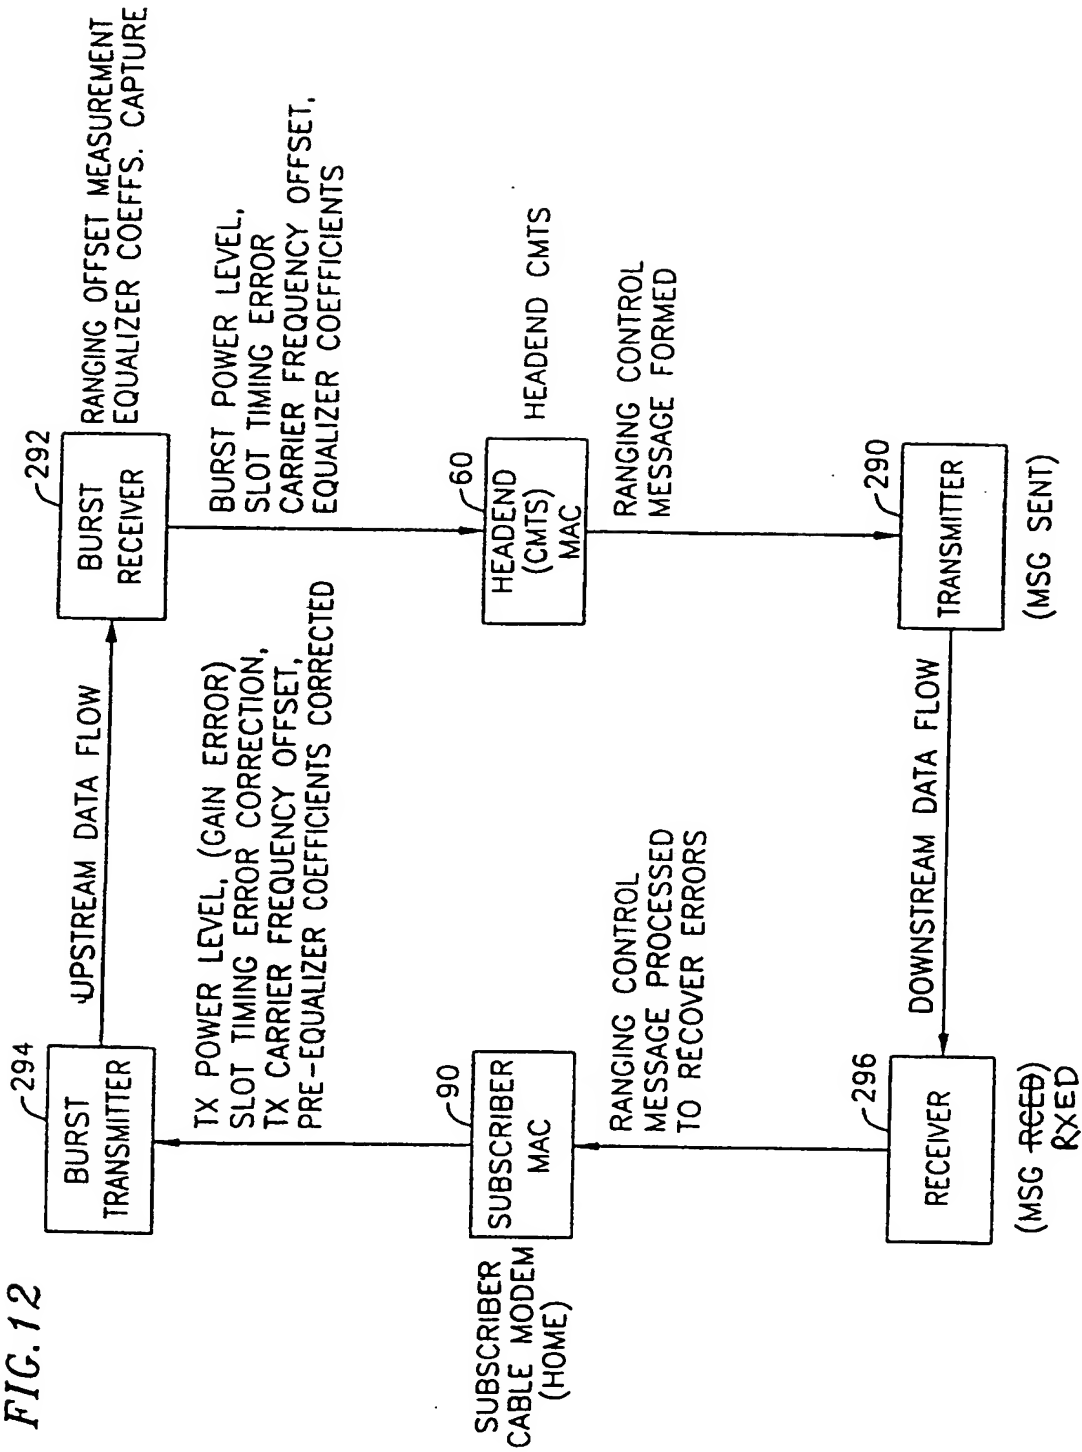 FIG. 12
294
BURST
TRANSMITTER
UPSTREAM DATA FLOW
292
BURST
RECEIVER
RANGING OFFSET MEASUREMENT
EQUALIZER COEFFS. CAPTURE
TX POWER LEVEL, (GAIN ERROR)
SLOT TIMING ERROR CORRECTION,
TX CARRIER FREQUENCY OFFSET,
PRE-EQUALIZER COEFFICIENTS CORRECTED
BURST POWER LEVEL,
SLOT TIMING ERROR
CARRIER FREQUENCY OFFSET,
EQUALIZER COEFFICIENTS
SUBSCRIBER
CABLE MODEM
(HOME)
90
SUBSCRIBER
MAC
60
HEADEND
(CMTS)
MAC
HEADEND CMTS
RANGING CONTROL
MESSAGE PROCESSED
TO RECOVER ERRORS
RANGING CONTROL
MESSAGE FORMED
296
RECEIVER
(MSG RCED)
RXED
DOWNSTREAM DATA FLOW
290
TRANSMITTER
(MSG SENT)